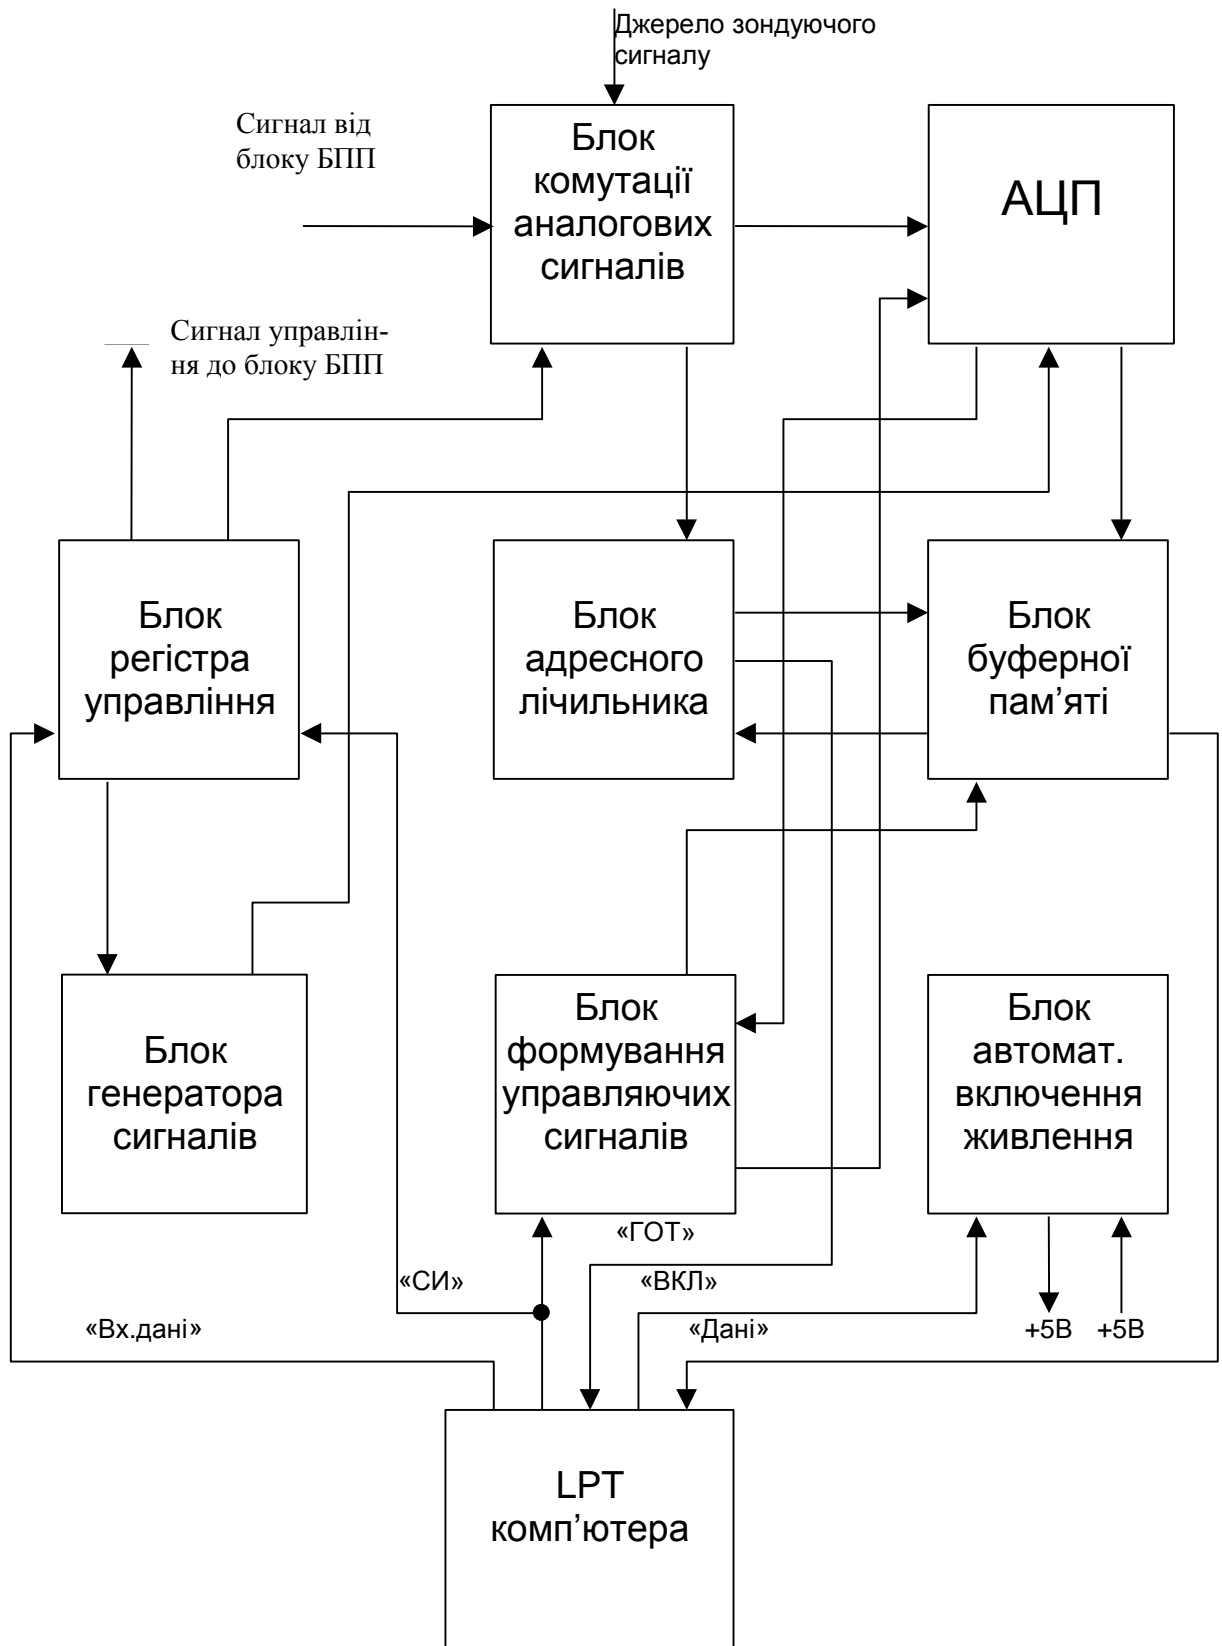 Джерело зондуючого
сигналу
Сигнал від
блоку БПП
Блок
комутації
аналогових
сигналів
АЦП
Сигнал управлін-
ня до блоку БПП
Блок
регістра
управління
Блок
адресного
лічильника
Блок
буферної
пам’яті
Блок
генератора
сигналів
Блок
формування
управляючих
сигналів
Блок
автомат.
включення
живлення
«ГОТ»
«СИ»
«ВКЛ»
«Вх.дані»
«Дані»
+5В
+5В
LPT
комп’ютера